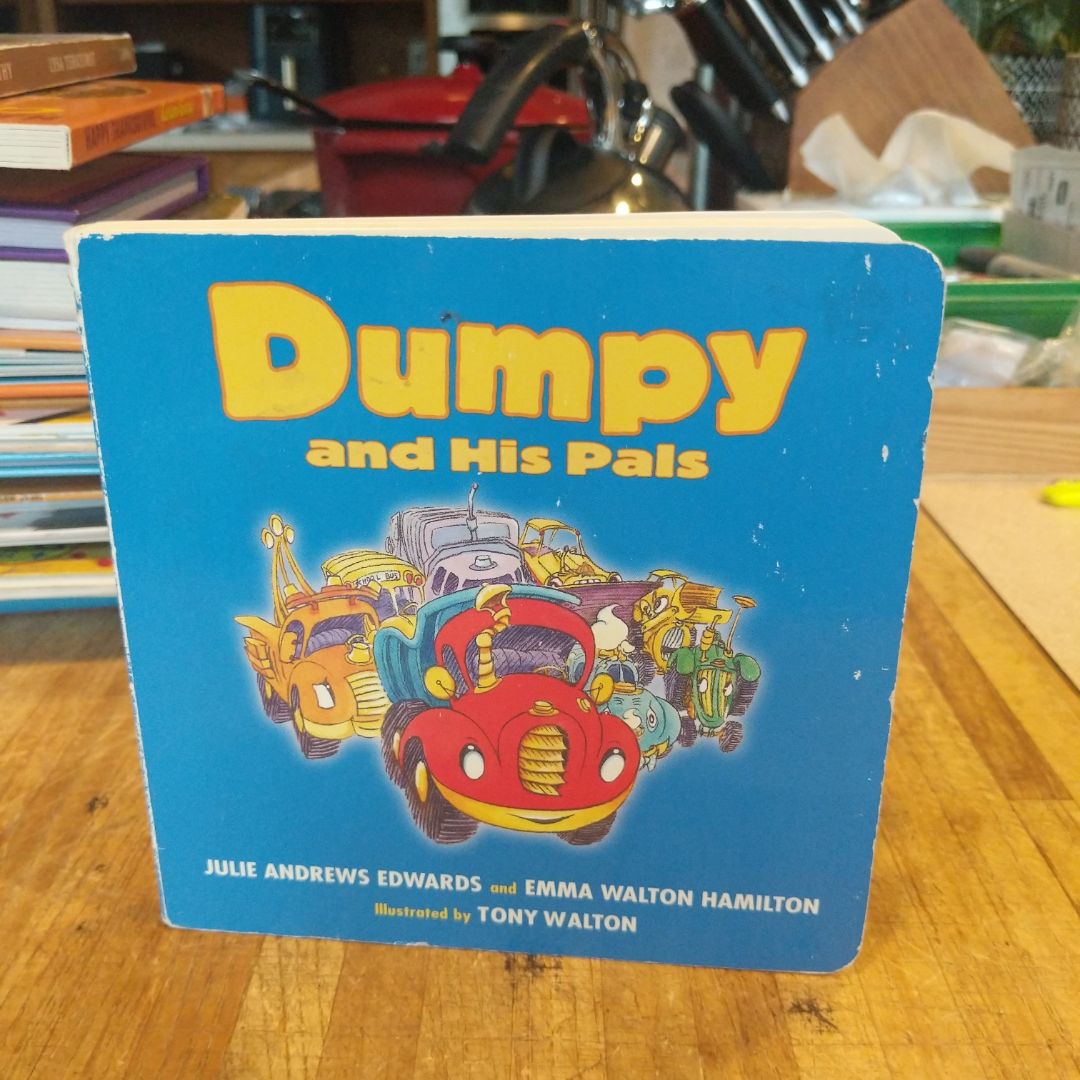 Dumpy
and His Pals
SCHOOL BUS
JULIE ANDREWS EDWARDS and EMMA WALTON HAMILTON
Illustrated by TONY WALTON